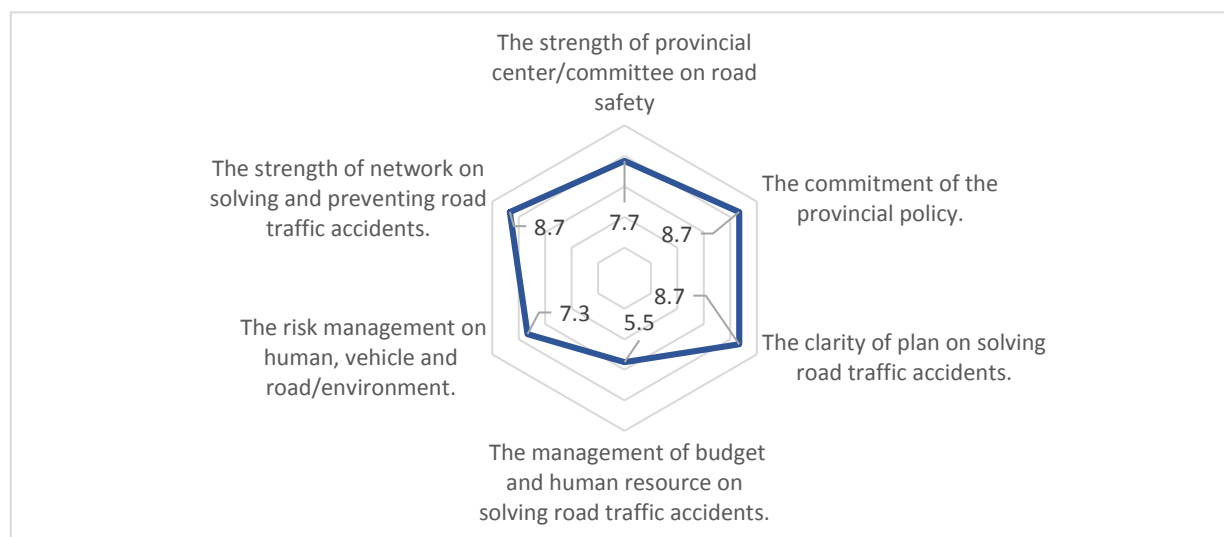 The strength of provincial
center/committee on road
safety
The strength of network on
solving and preventing road
traffic accidents.
The commitment of the
provincial policy.
8.7
7.7
8.7
7.3
5.5
8.7
The risk management on
human, vehicle and
road/environment.
The clarity of plan on solving
road traffic accidents.
The management of budget
and human resource on
solving road traffic accidents.